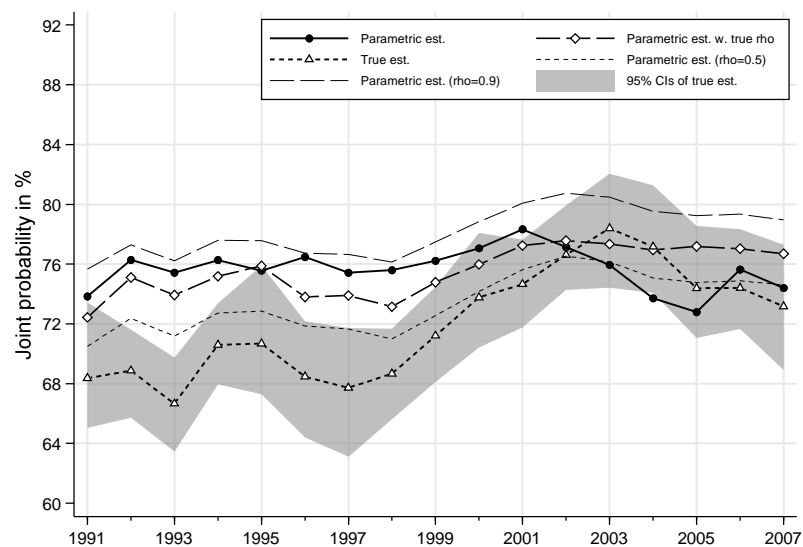 92
88
84
80
76
72
68
64
60
Joint probability in %
Parametric est.
True est.
Parametric est. (rho=0.9)
Parametric est. w. true rho
Parametric est. (rho=0.5)
95% CIs of true est.
1991 1993 1995 1997 1999 2001 2003 2005 2007